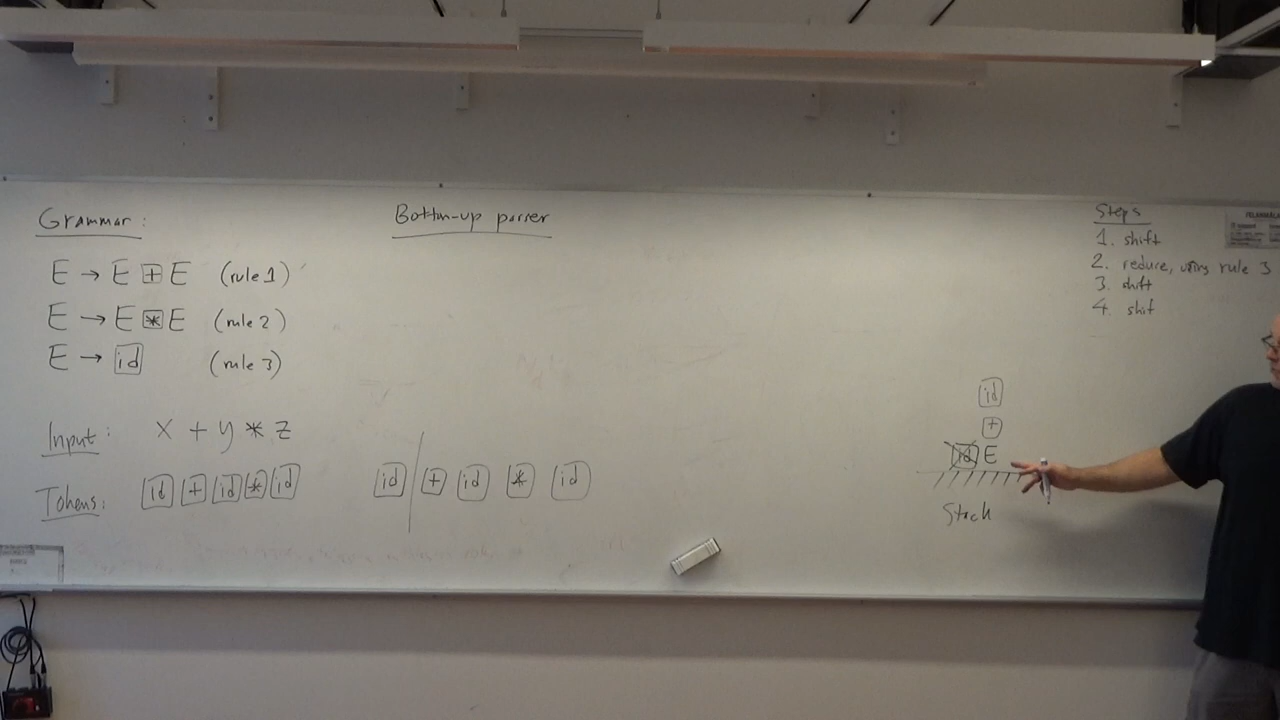 Grammar:
E → E + E (rule 1)
E → E * E (rule 2)
E → id (rule 3)
Input: x + y * z
Tokens: id + id * id
Bottom-up parser
id | + id * id
Steps
1. shift
2. reduce, using rule 3
3. shift
4. shif
id
+
id E
Stack